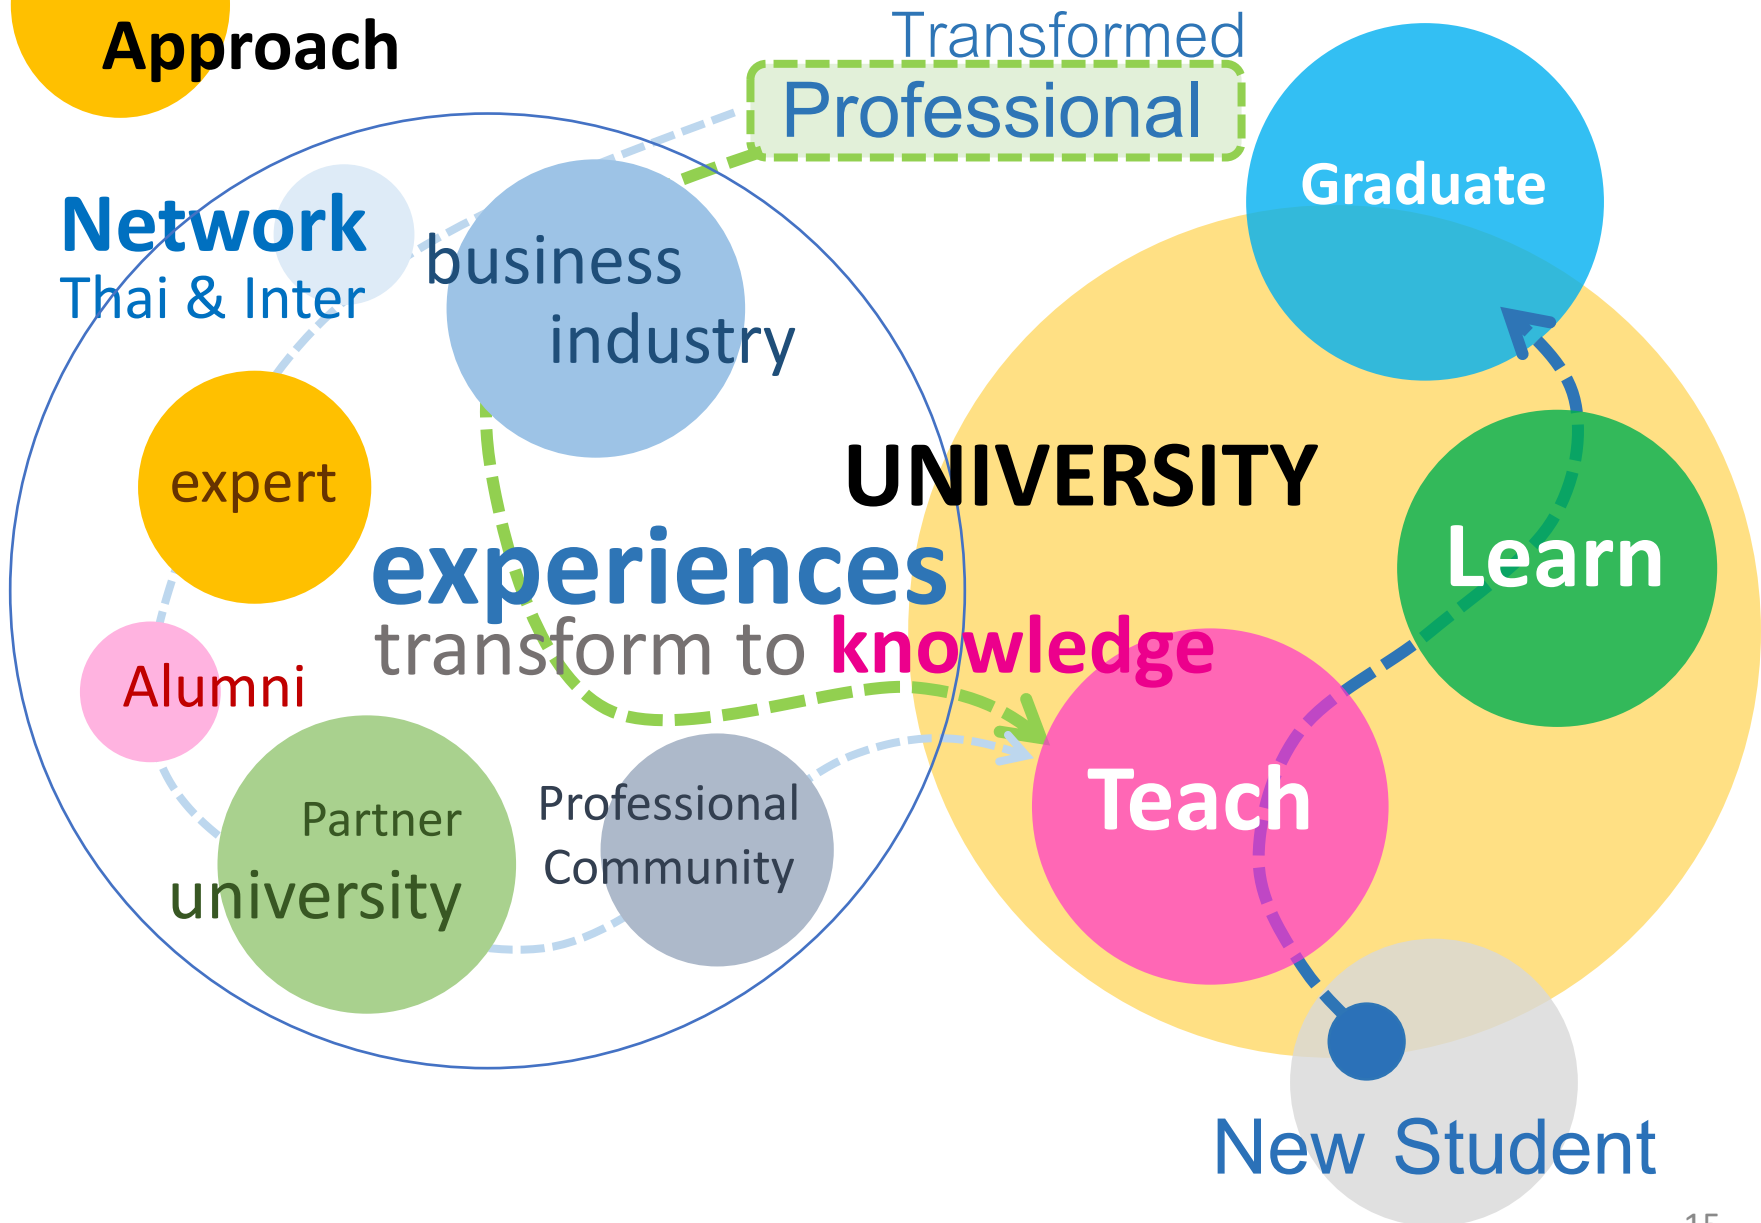 Approach
Transformed
Professional
Graduate
Network
Thai & Inter
business
industry
expert
UNIVERSITY
experiences
transform to knowledge
Learn
Alumni
Teach
Partner
university
Professional
Community
New Student
15